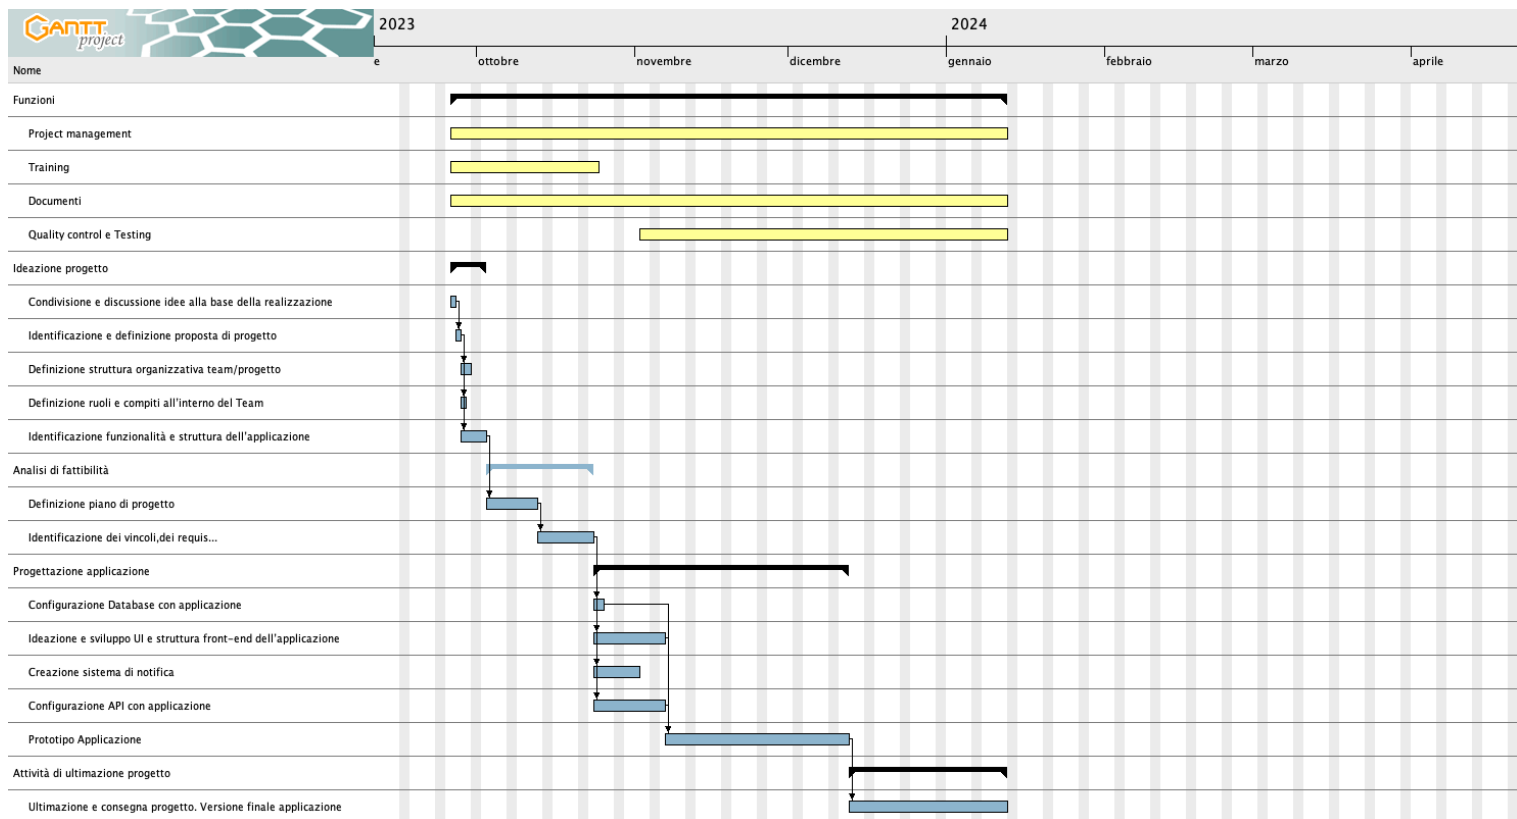 GANTT
project
2023
2024
Nome
e
ottobre
novembre
dicembre
gennaio
febbraio
marzo
aprile
Funzioni
Project management
Training
Documenti
Quality control e Testing
Ideazione progetto
Condivisione e discussione idee alla base della realizzazione
Identificazione e definizione proposta di progetto
Definizione struttura organizzativa team/progetto
Definizione ruoli e compiti all'interno del Team
Identificazione funzionalità e struttura dell'applicazione
Analisi di fattibilità
Definizione piano di progetto
Identificazione dei vincoli,dei requis...
Progettazione applicazione
Configurazione Database con applicazione
Ideazione e sviluppo UI e struttura front-end dell'applicazione
Creazione sistema di notifica
Configurazione API con applicazione
Prototipo Applicazione
Attività di ultimazione progetto
Ultimazione e consegna progetto. Versione finale applicazione